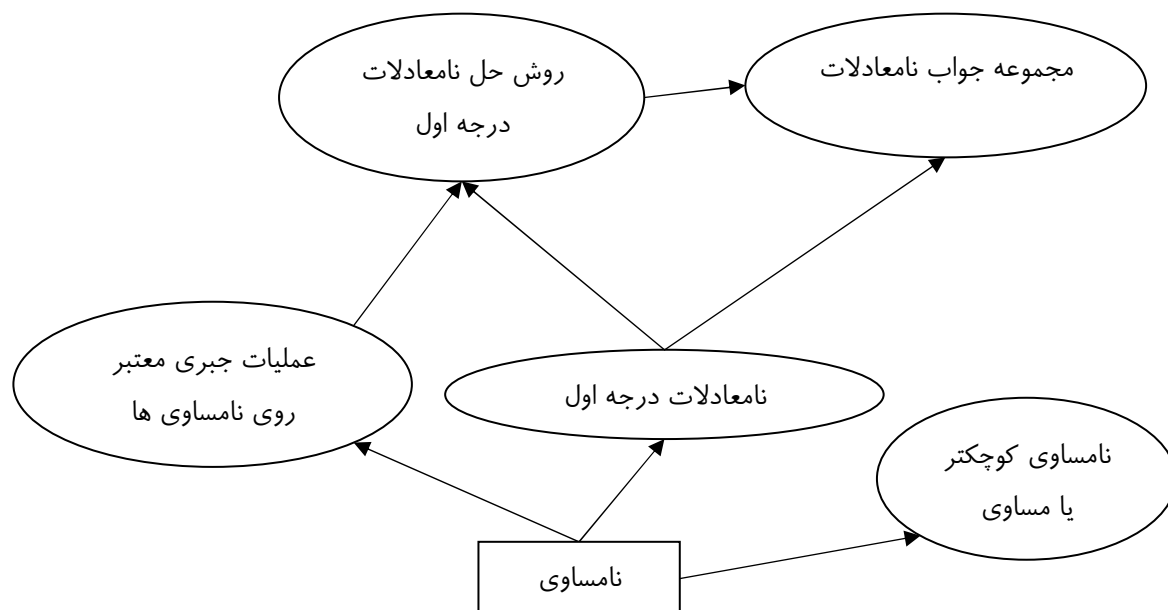 روش حل نامعادلات
درجه اول
مجموعه جواب نامعادلات
عملیات جبری معتبر
روی نامساوی ها
نامعادلات درجه اول
نامساوی کوچکتر
یا مساوی
نامساوی